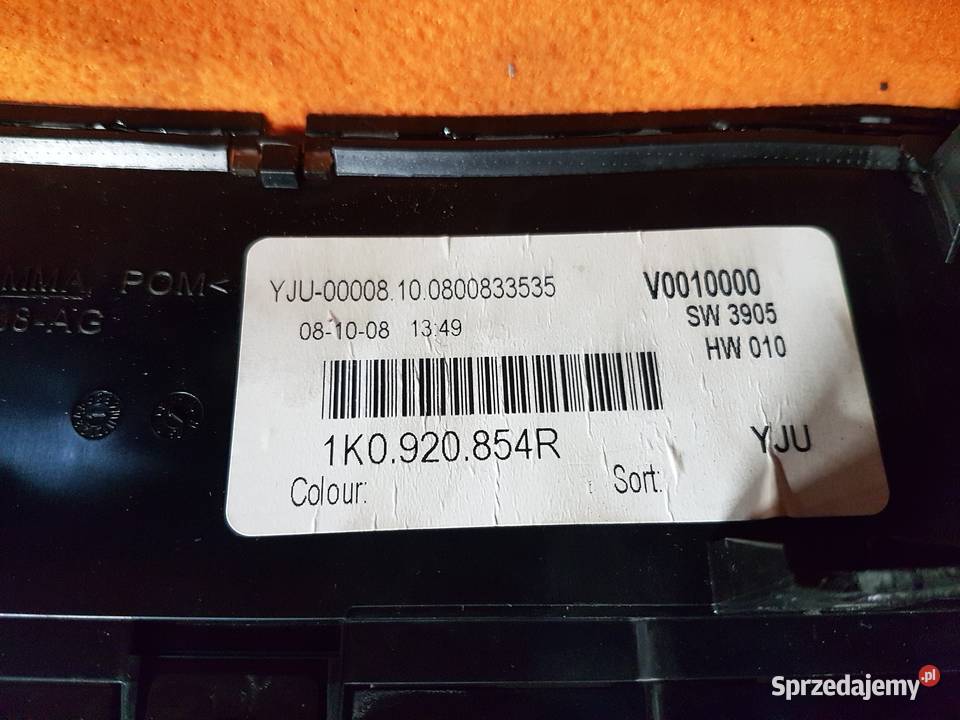 YJU-00008.10.0800833535
V0010000
08-10-08 13:49
SW 3905
HW 010
1K0.920.854R
YJU
Colour:
Sort:
POM<
Sprzedajemy.pl